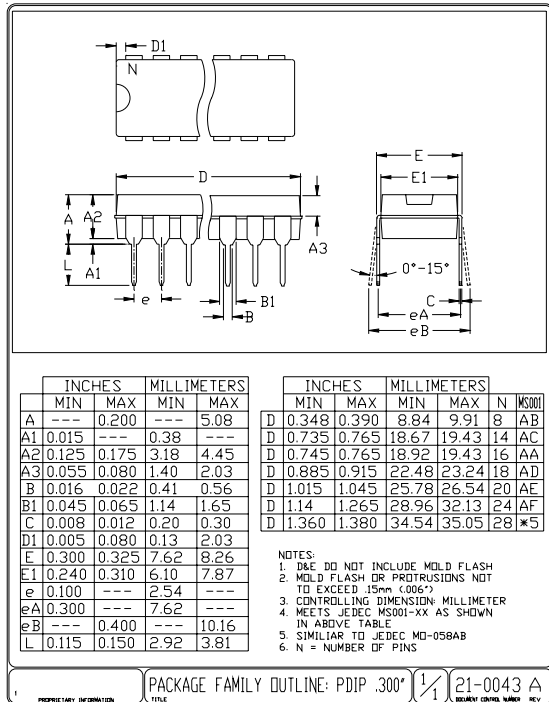 D1
N
D
E
E1
A
A2
A3
L
A1
0°-15°
e
B1
B
C
eA
eB
INCHES MILLIMETERS
MIN MAX MIN MAX
A --- 0.200 --- 5.08
A1 0.015 --- 0.38 ---
A2 0.125 0.175 3.18 4.45
A3 0.055 0.080 1.40 2.03
B 0.016 0.022 0.41 0.56
B1 0.045 0.065 1.14 1.65
C 0.008 0.012 0.20 0.30
D1 0.005 0.080 0.13 2.03
E 0.300 0.325 7.62 8.26
E1 0.240 0.310 6.10 7.87
e 0.100 --- 2.54 ---
eA 0.300 --- 7.62 ---
eB --- 0.400 --- 10.16
L 0.115 0.150 2.92 3.81
INCHES MILLIMETERS
MIN MAX MIN MAX N MS001
D 0.348 0.390 8.84 9.91 8 AB
D 0.735 0.765 18.67 19.43 14 AC
D 0.745 0.765 18.92 19.43 16 AA
D 0.885 0.915 22.48 23.24 18 AD
D 1.015 1.045 25.78 26.54 20 AE
D 1.14 1.265 28.96 32.13 24 AF
D 1.360 1.380 34.54 35.05 28 *5
NOTES:
1. D&E DO NOT INCLUDE MOLD FLASH
2. MOLD FLASH OR PROTRUSIONS NOT
TO EXCEED .15mm (.006")
3. CONTROLLING DIMENSION: MILLIMETER
4. MEETS JEDEC MS001-XX AS SHOWN
IN ABOVE TABLE
5. SIMILIAR TO JEDEC MO-058AB
6. N = NUMBER OF PINS
PROPRIETARY INFORMATION
PACKAGE FAMILY OUTLINE: PDIP .300"
TITLE
1/1
21-0043 A
DOCUMENT CONTROL NUMBER REV